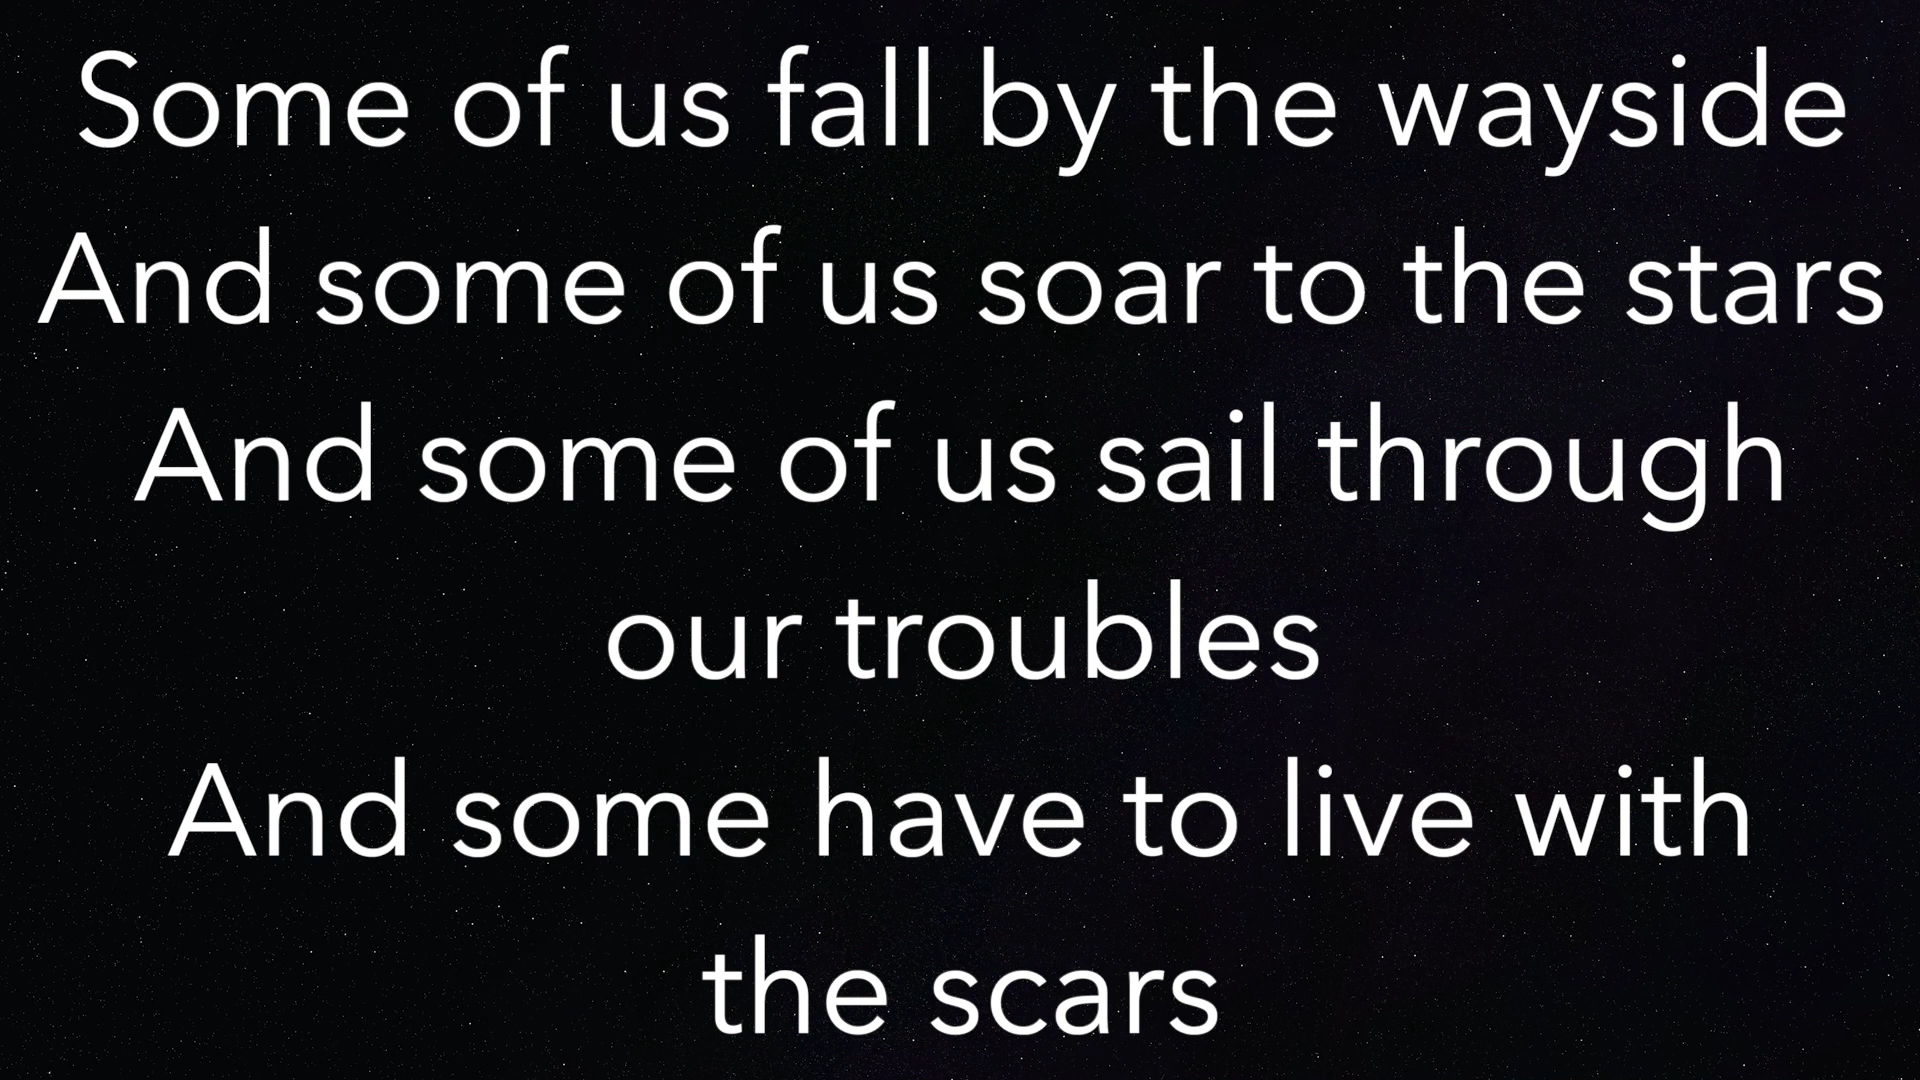 Some of us fall by the wayside
And some of us soar to the stars
And some of us sail through
our troubles
And some have to live with
the scars